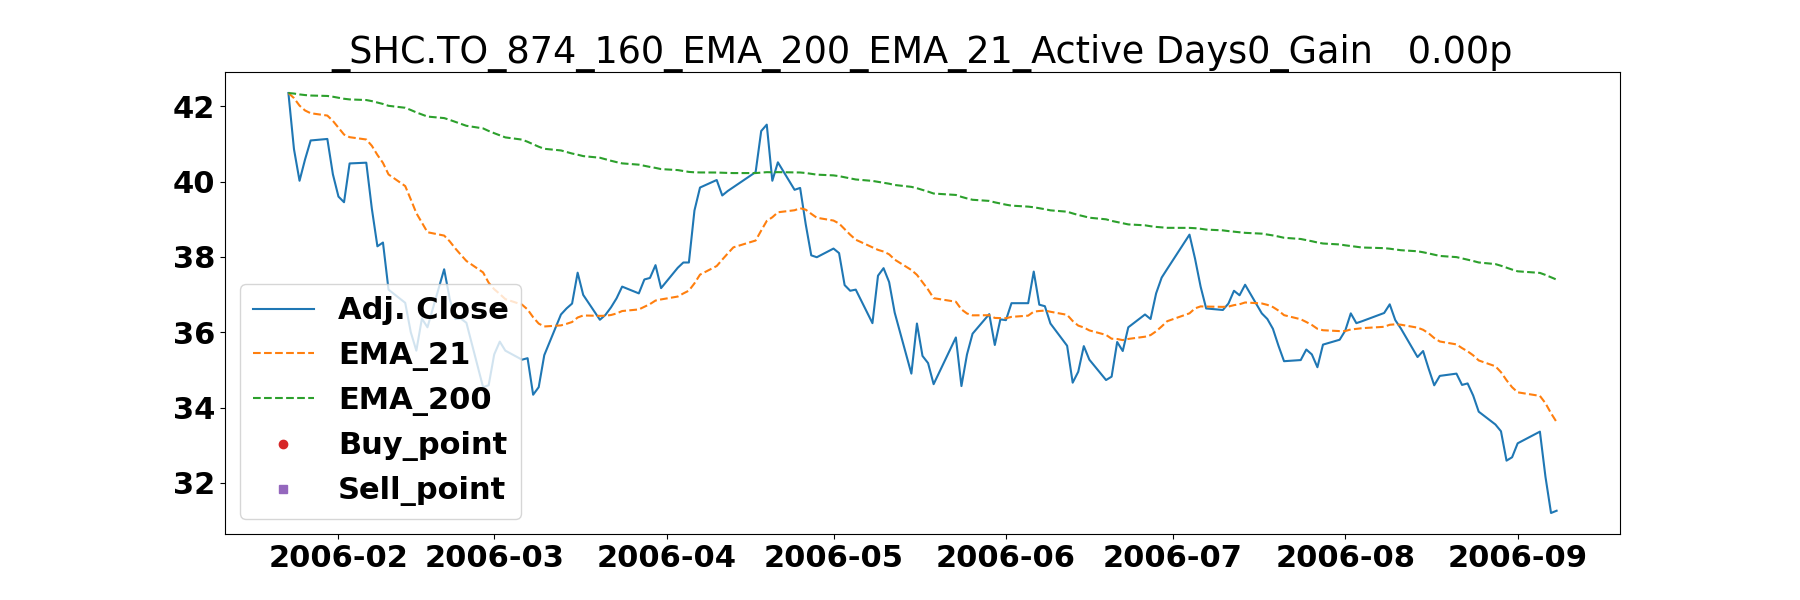 _SHC.TO_874_160_EMA_200_EMA_21_Active Days0_Gain   0.00p
42
40
38
36
34
32
Adj. Close
EMA_21
EMA_200
Buy_point
Sell_point
2006-02 2006-03 2006-04 2006-05 2006-06 2006-07 2006-08 2006-09